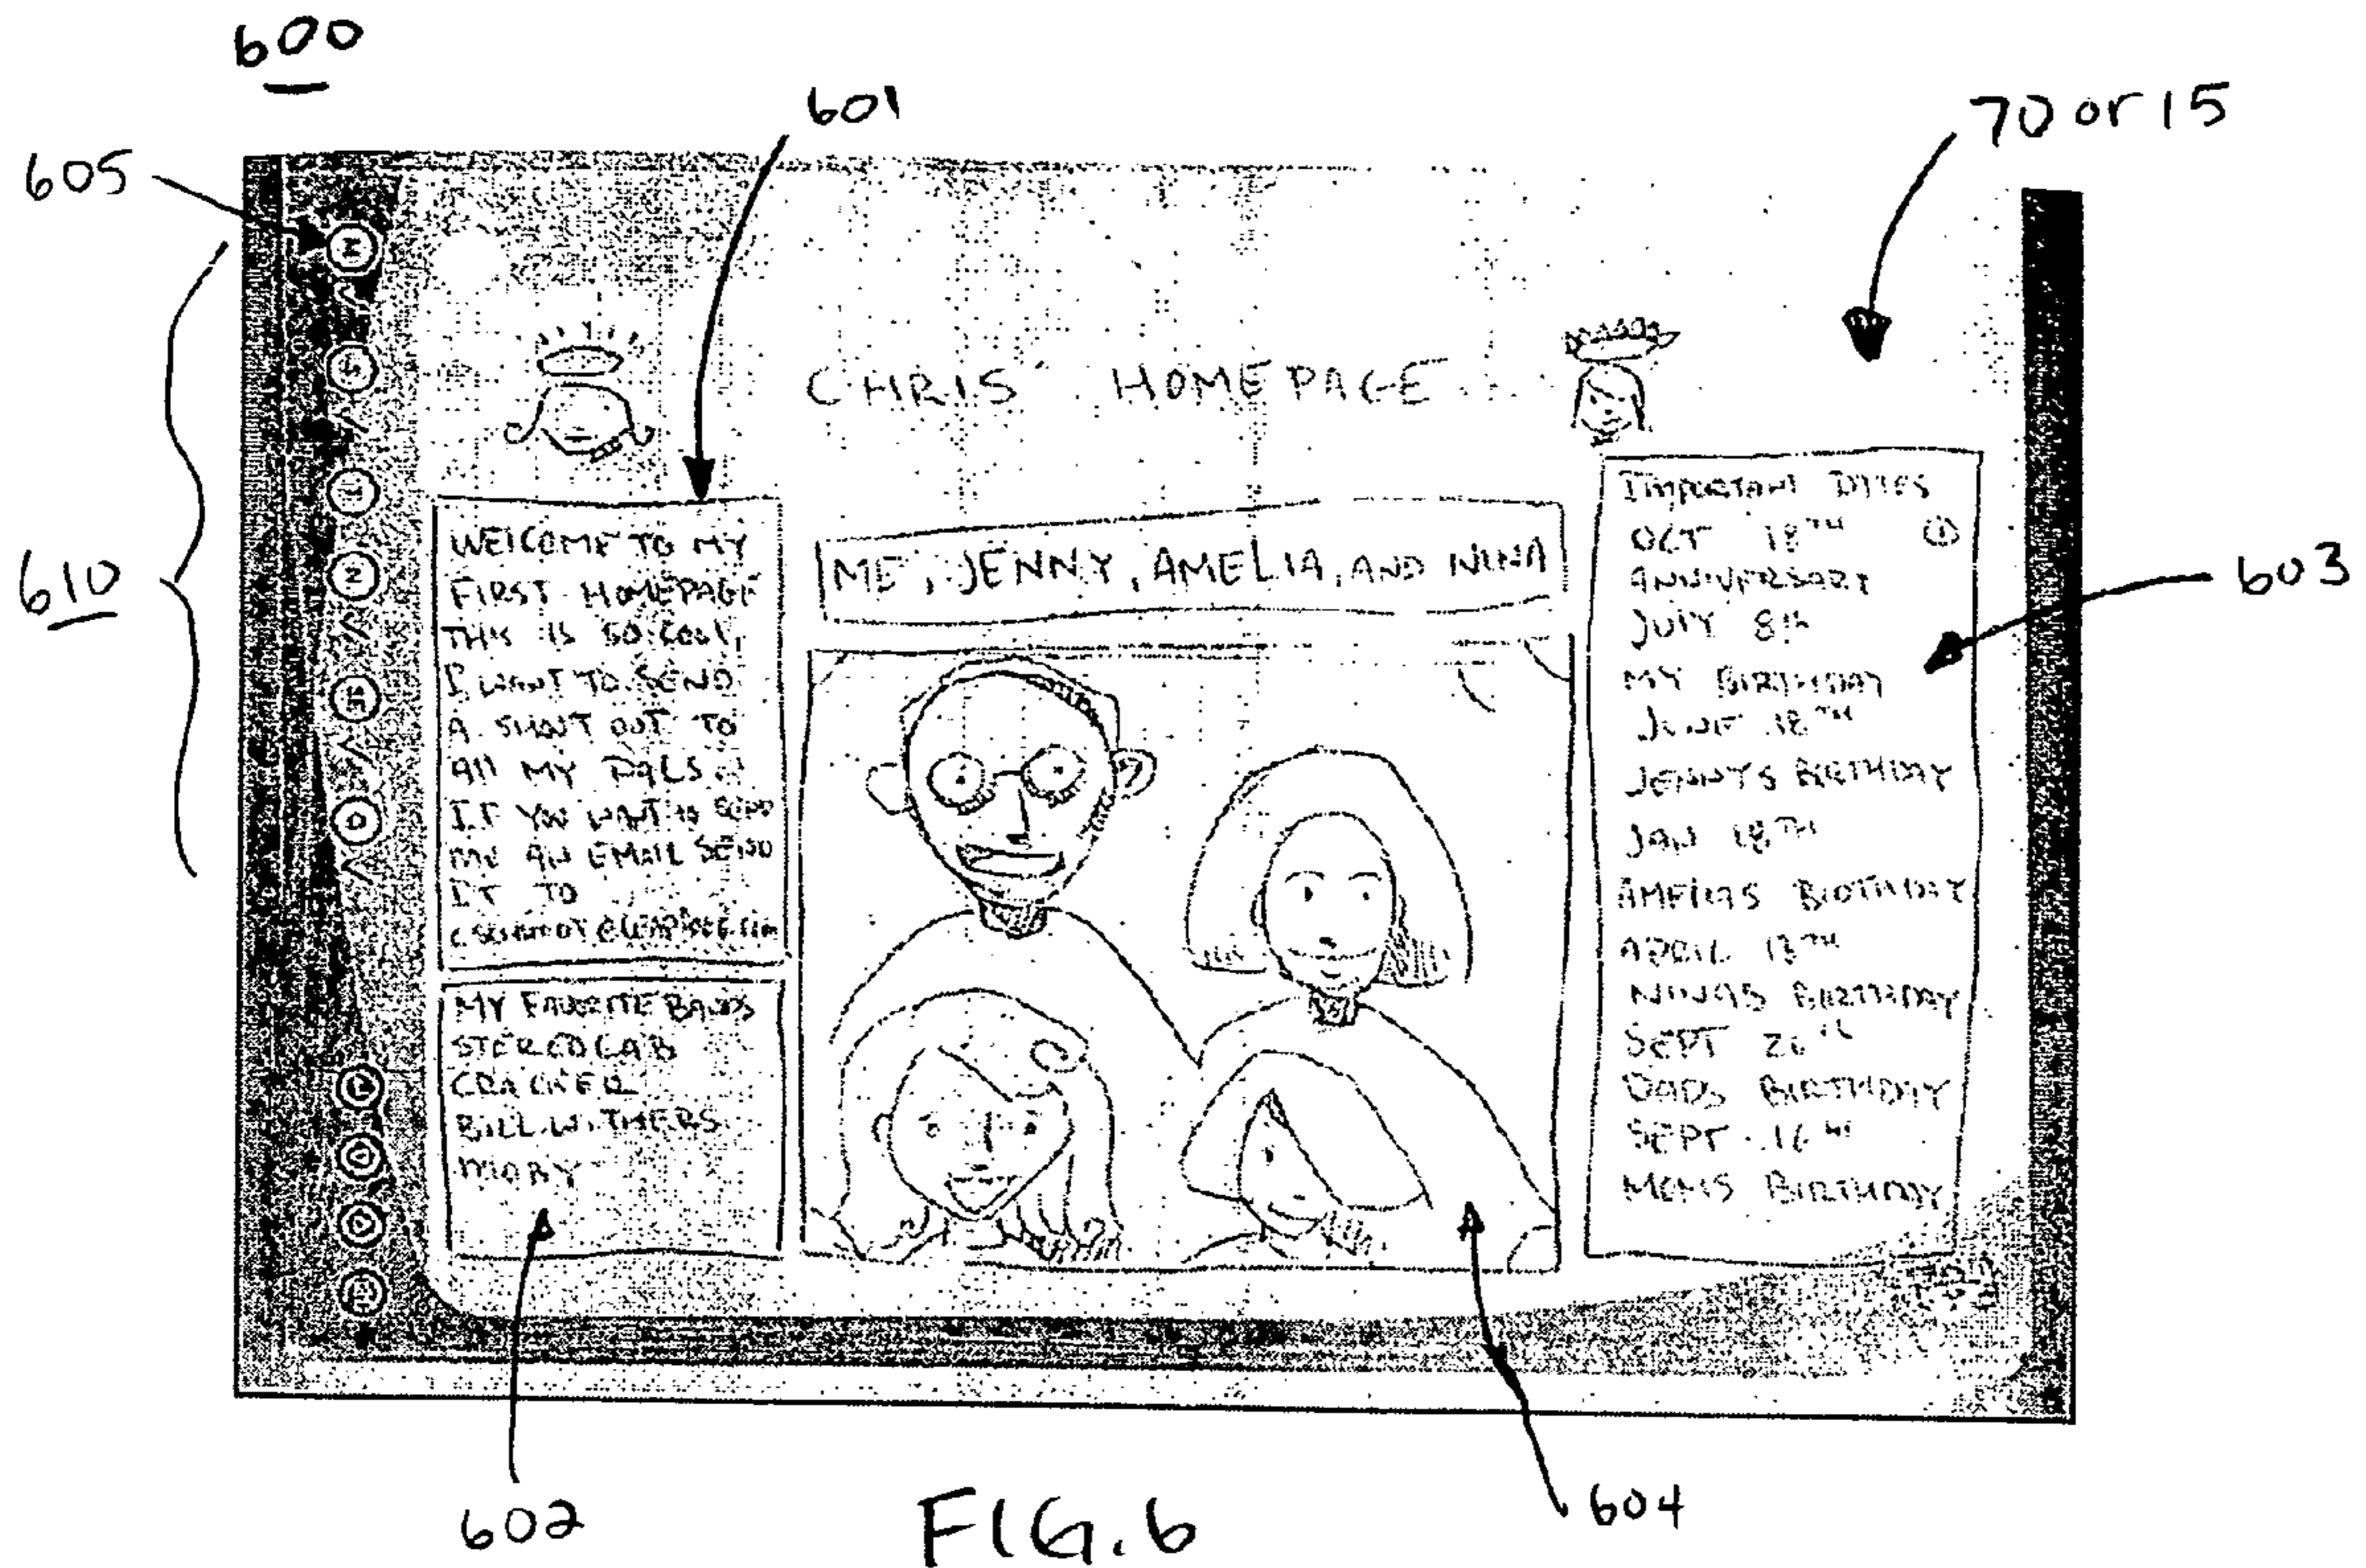 600
601
70 or 15
605
610
603
CHRIS' HOMEPAGE
WELCOME TO MY
FIRST HOMEPAGE
THIS IS SO COOL,
I WANT TO SEND
A SHOUT OUT TO
All MY PALS
IF YOU WANT TO SEND
ME AN EMAIL SEND
IT TO
MY FAVORITE BANDS
STEREOLAB
CRACKER
BILL WITHERS
MOBY
ME, JENNY, AMELIA, AND NINA
IMPORTANT DATES
OCT 18TH
ANNIVERSARY
JULY 8th
MY BIRTHDAY
JUNE 18TH
JENNYS BIRTHDAY
JAN 18TH
AMELIAS BIRTHDAY
APRIL 13TH
NINAS BIRTHDAY
SEPT
DADS BIRTHDAY
SEPT 16TH
MOMS BIRTHDAY
602
604
FIG. 6